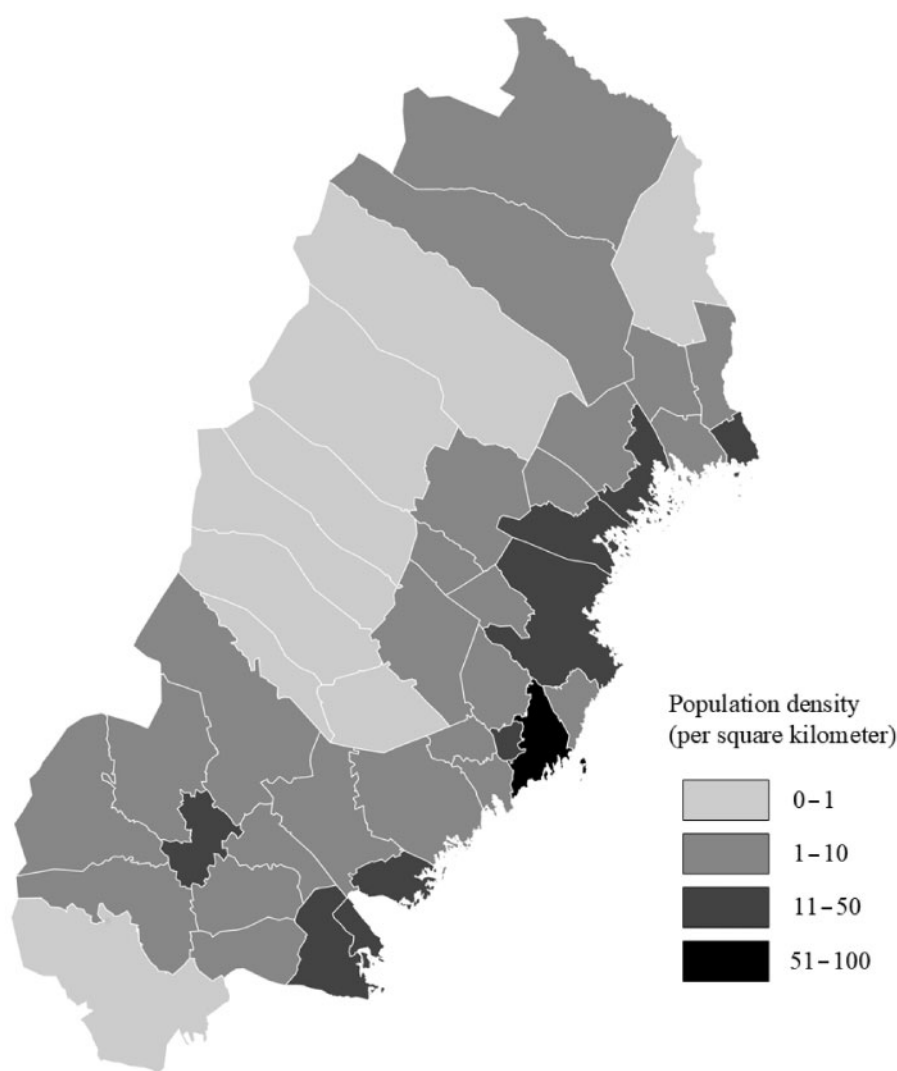 Population density
(per square kilometer)
0–1
1–10
11–50
51–100